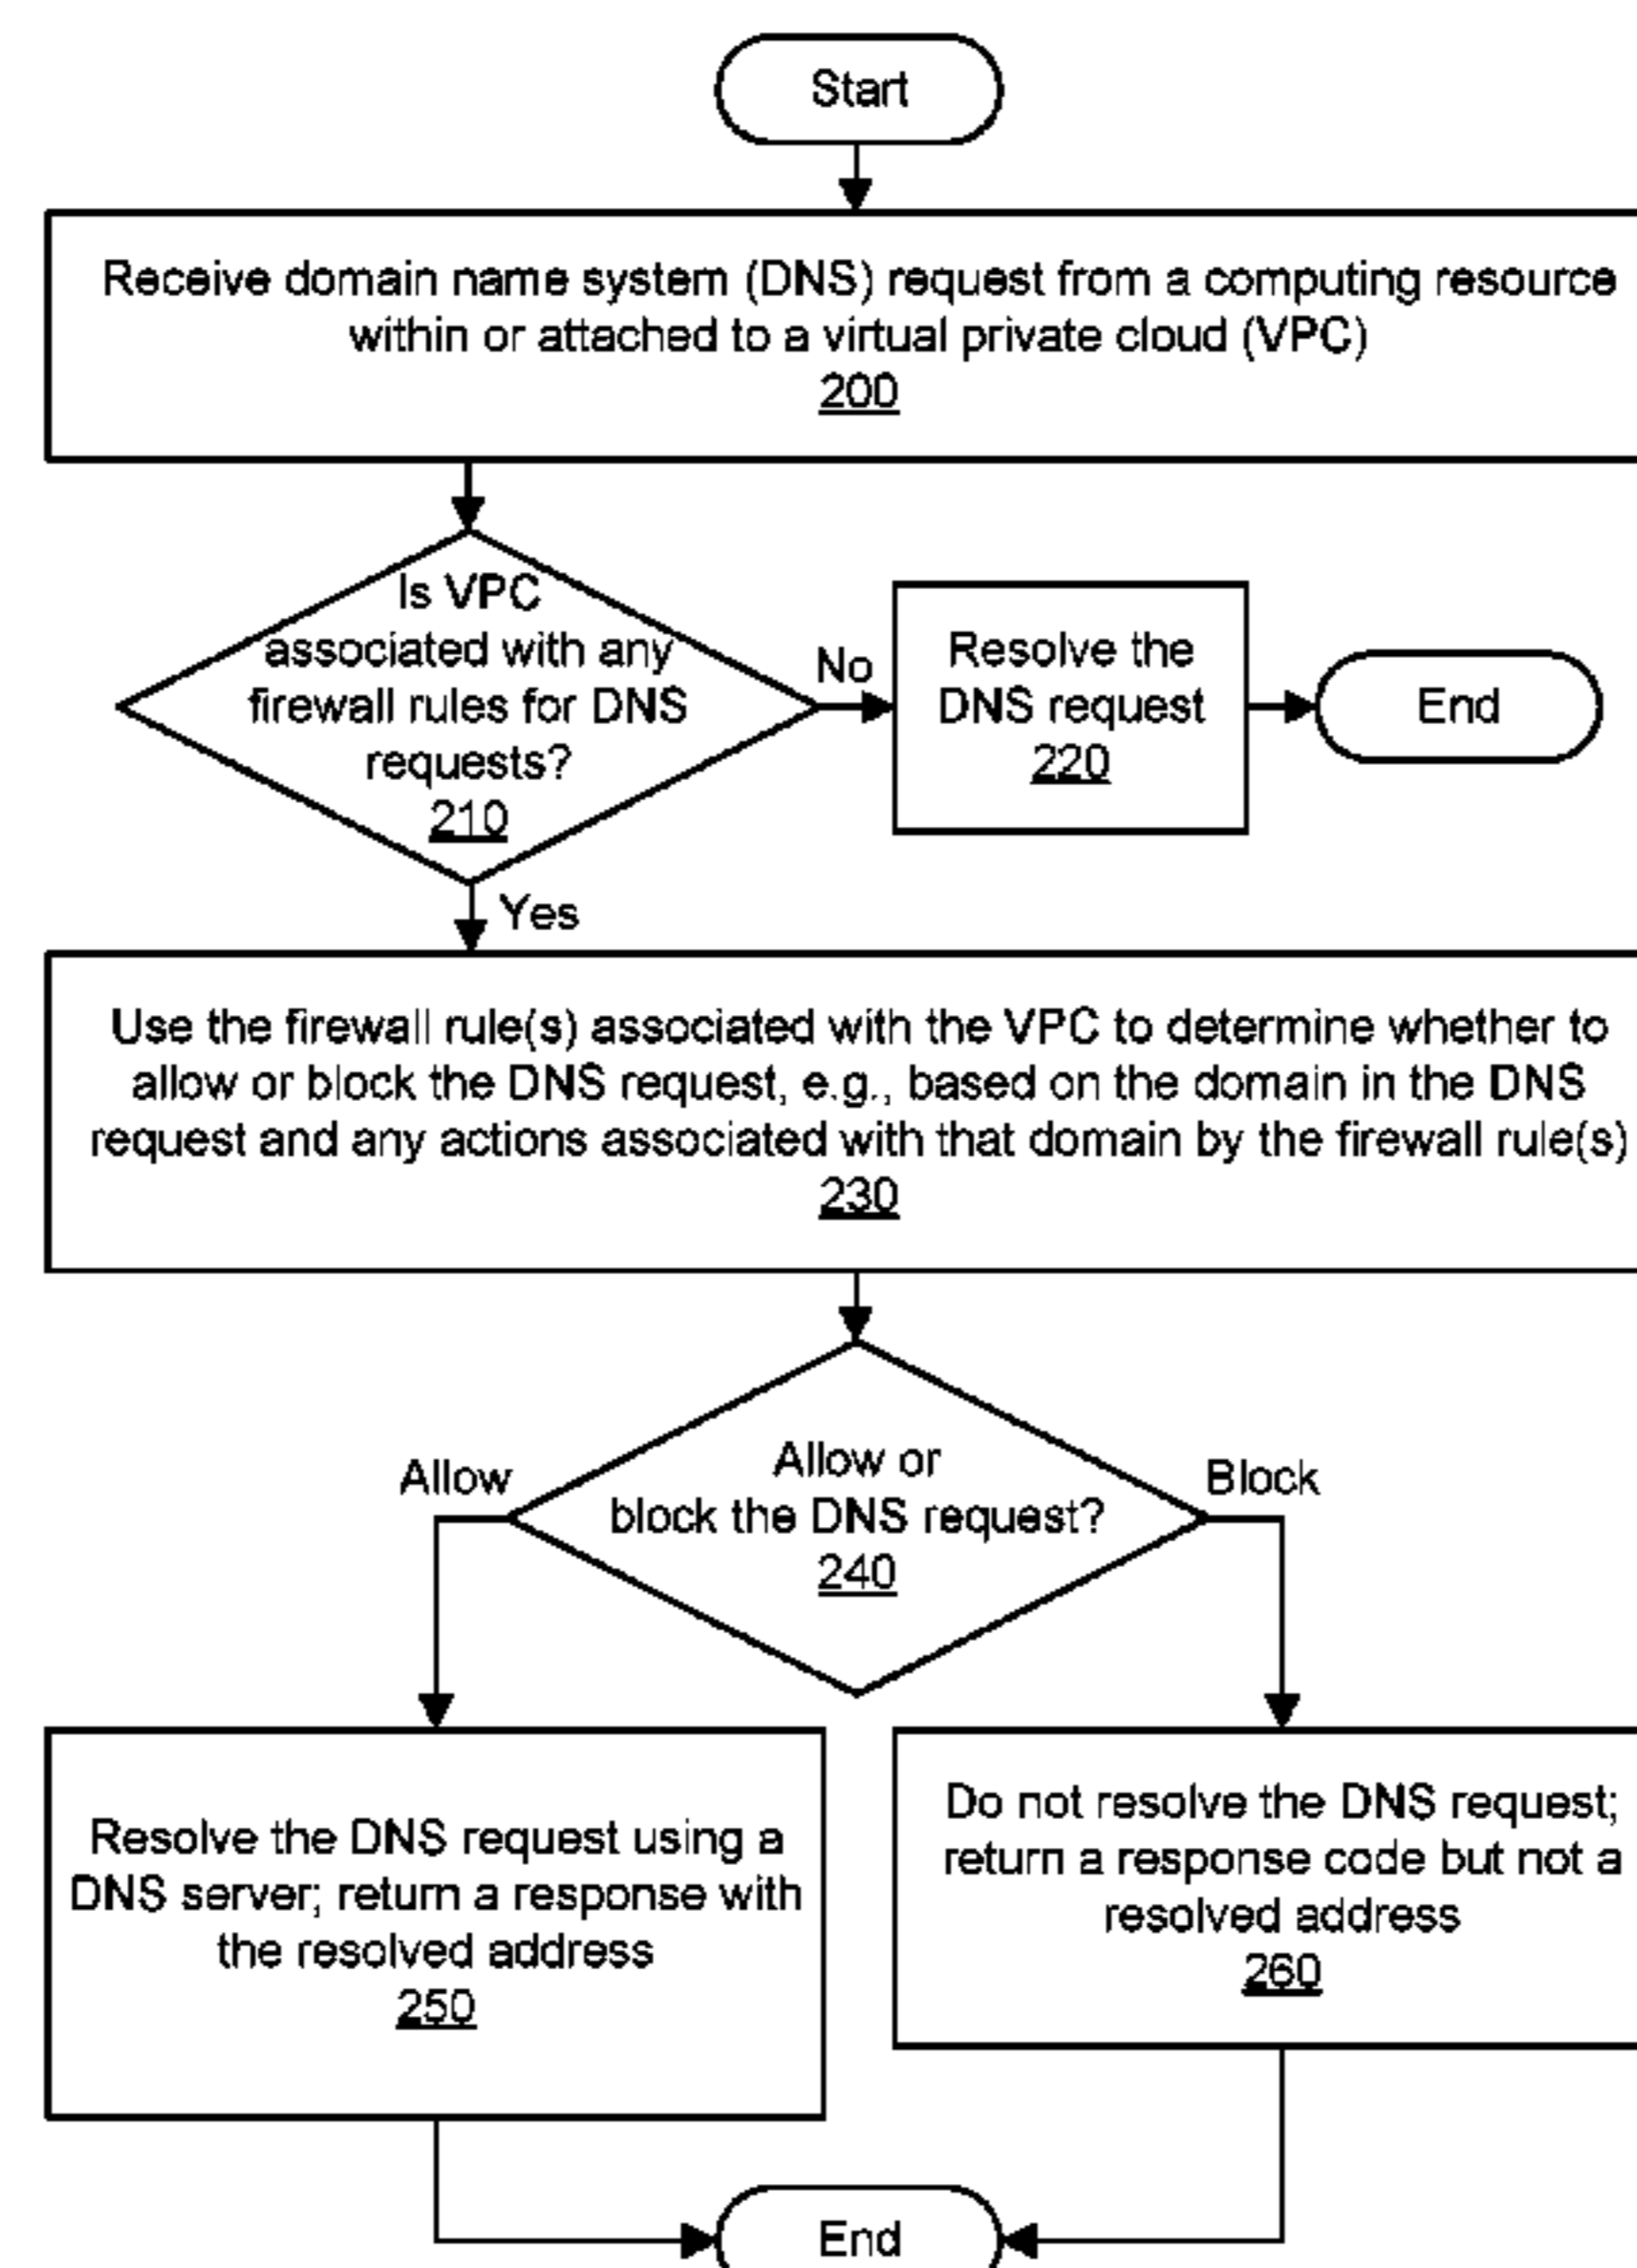 Start
Receive domain name system (DNS) request from a computing resource
within or attached to a virtual private cloud (VPC)
200
Is VPC
associated with any
firewall rules for DNS
requests?
210
No
Resolve the
DNS request
220
End
Yes
Use the firewall rule(s) associated with the VPC to determine whether to
allow or block the DNS request, e.g., based on the domain in the DNS
request and any actions associated with that domain by the firewall rule(s)
230
Allow
Allow or
block the DNS request?
240
Block
Resolve the DNS request using a
DNS server; return a response with
the resolved address
250
Do not resolve the DNS request;
return a response code but not a
resolved address
260
End